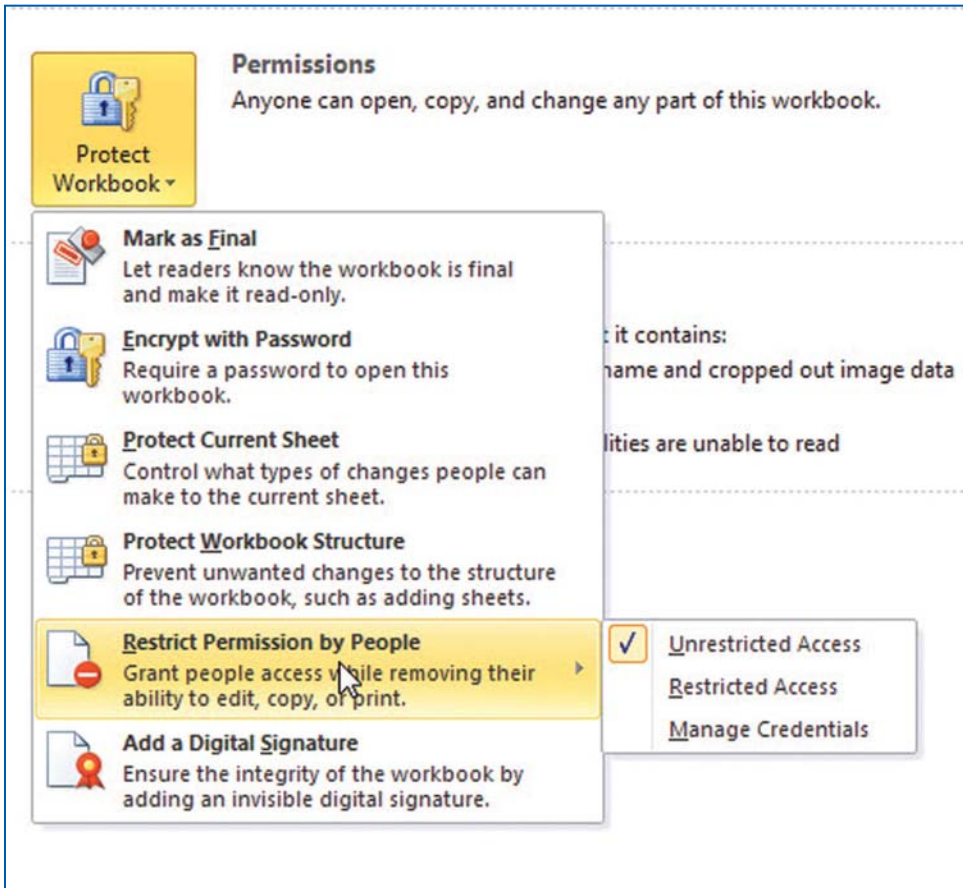 Permissions
Anyone can open, copy, and change any part of this workbook.
Protect
Workbook
Mark as Final
Let readers know the workbook is final
and make it read-only.
Encrypt with Password
Require a password to open this
workbook.
Protect Current Sheet
Control what types of changes people can
make to the current sheet.
Protect Workbook Structure
Prevent unwanted changes to the structure
of the workbook, such as adding sheets.
Restrict Permission by People
Grant people access while removing their
ability to edit, copy, or print.
Add a Digital Signature
Ensure the integrity of the workbook by
adding an invisible digital signature.
it contains:
name and cropped out image data
are unable to read
Unrestricted Access
Restricted Access
Manage Credentials